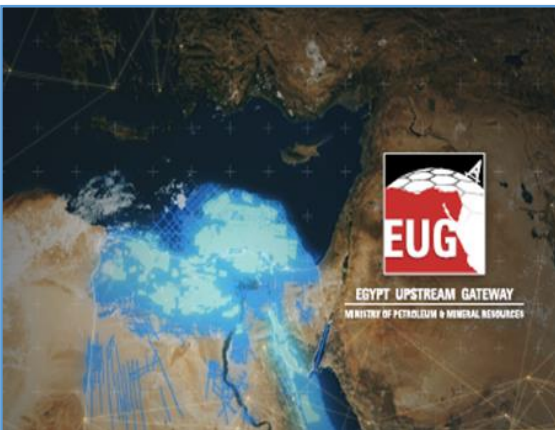 EUG
EGYPT UPSTREAM GATEWAY
MINISTRY OF PETROLEUM & MINERAL RESOURCES